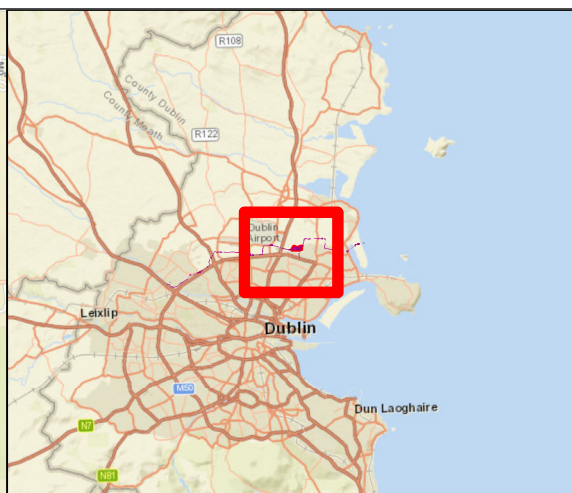 R108
County Dublin
County Meath
R122
Dublin
Airport
Leixlip
Dublin
M50
Dun Laoghaire
N7
N81